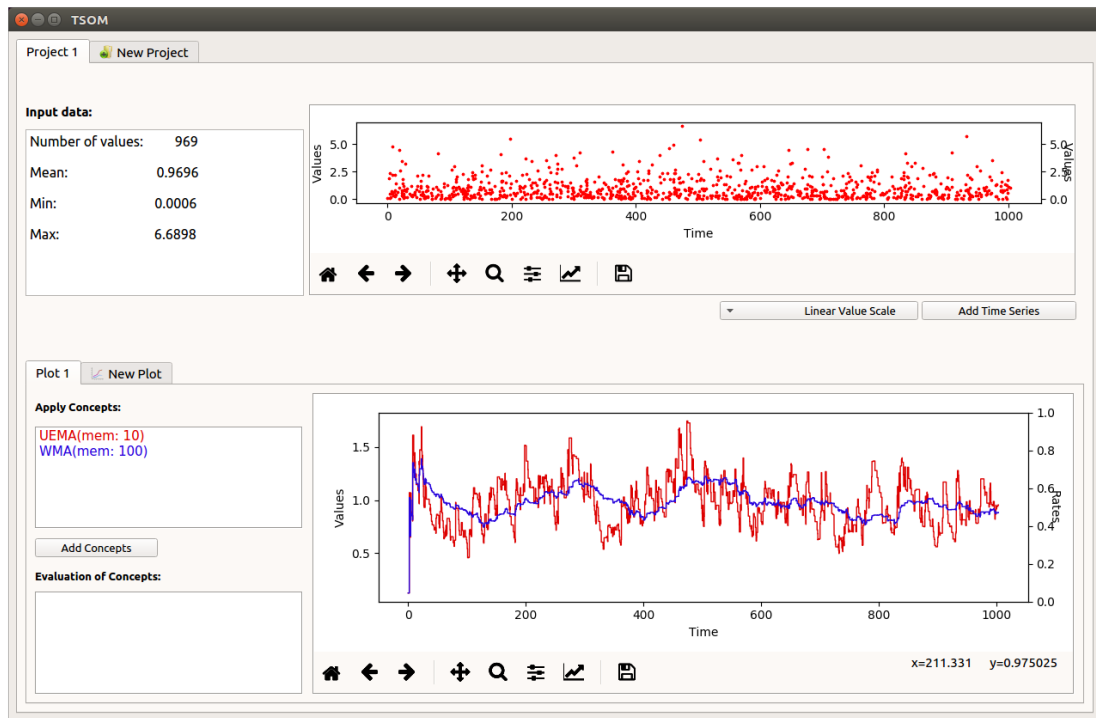 TSOM
Project 1 New Project
Input data:
Number of values: 969
Mean: 0.9696
Min: 0.0006
Max: 6.6898
Values
5.0
2.5
0.0
0 200 400 600 800 1000
Time
5.0
2.5
0.0
Values
Linear Value Scale Add Time Series
Plot 1 New Plot
Apply Concepts:
UEMA(mem: 10)
WMA(mem: 100)
Add Concepts
Evaluation of Concepts:
Values
1.5
1.0
0.5
0 200 400 600 800 1000
Time
1.0
0.8
0.6
0.4
0.2
0.0
Rates
x=211.331 y=0.975025